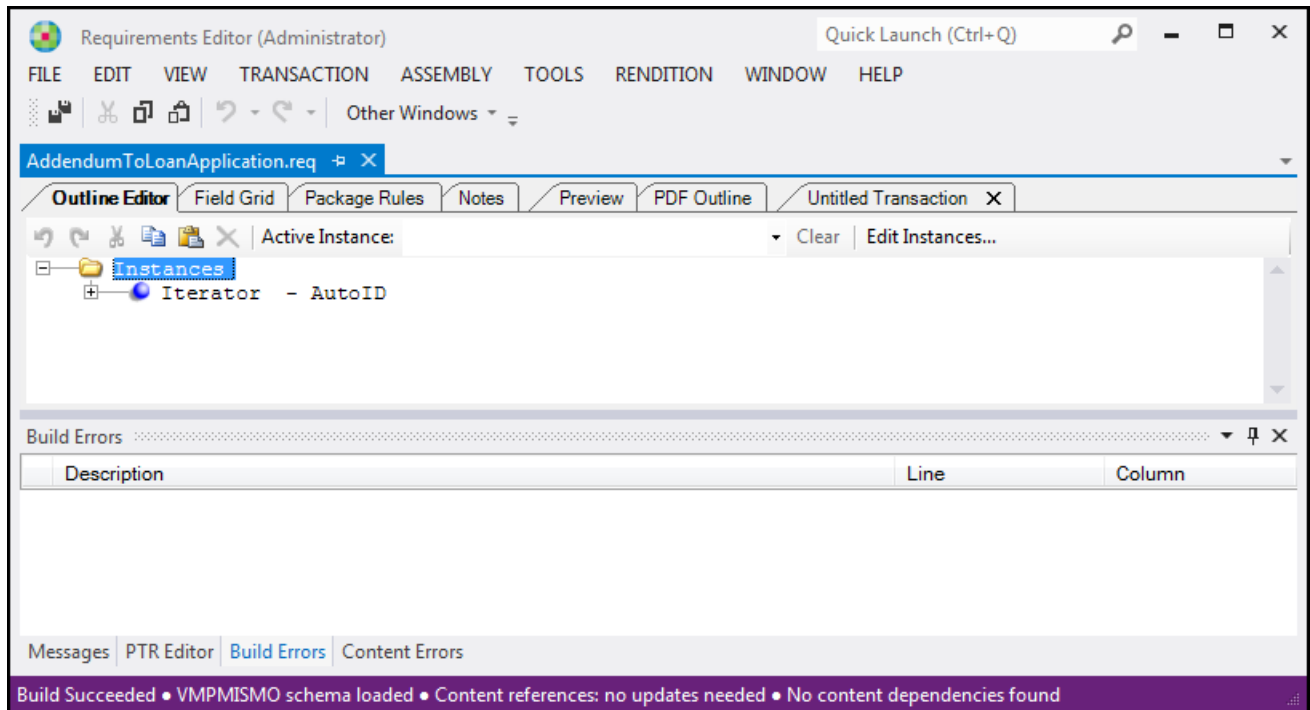 Requirements Editor (Administrator) Quick Launch (Ctrl+Q)
FILE EDIT VIEW TRANSACTION ASSEMBLY TOOLS RENDITION WINDOW HELP
Other Windows
AddendumToLoanApplication.req
Outline Editor Field Grid Package Rules Notes Preview PDF Outline Untitled Transaction X
Active Instance: Clear Edit Instances...
Instances
Iterator - AutoID
Build Errors
Description Line Column
Messages PTR Editor Build Errors Content Errors
Build Succeeded ● VMPMISMO schema loaded ● Content references: no updates needed ● No content dependencies found